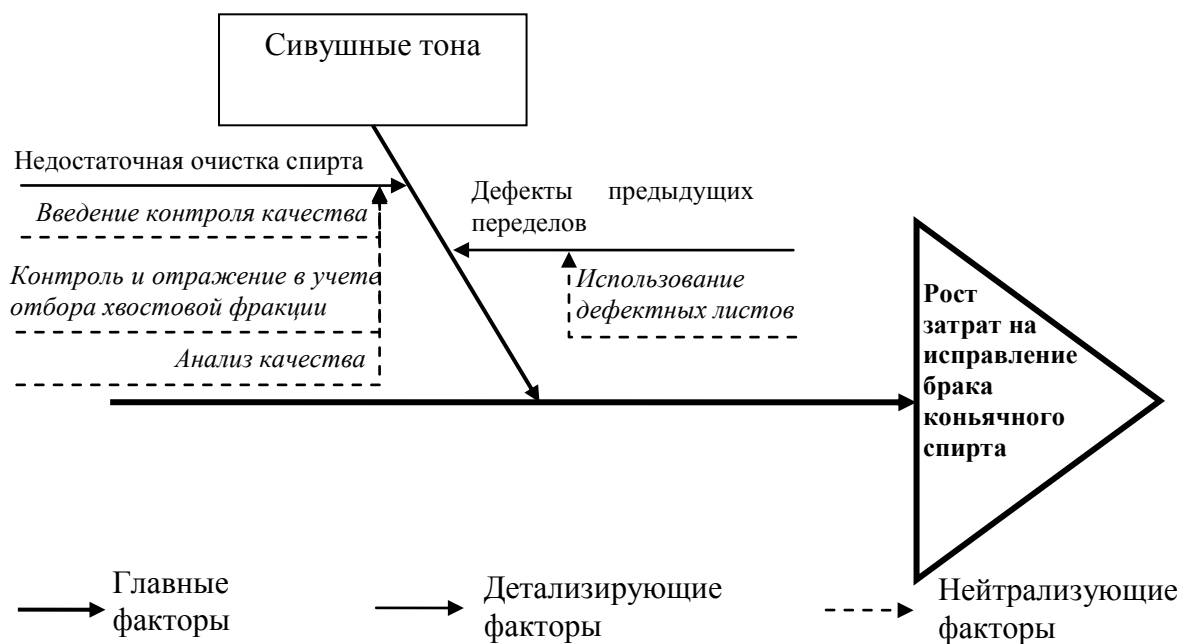 Сивушные тона
Недостаточная очистка спирта
Введение контроля качества
Контроль и отражение в учете
отбора хвостовой фракции
Анализ качества
Дефекты предыдущих
переделов
Использование
дефектных листов
Рост
затрат на
исправление
брака
коньячного
спирта
Главные
факторы
Детализирующие
факторы
Нейтрализующие
факторы